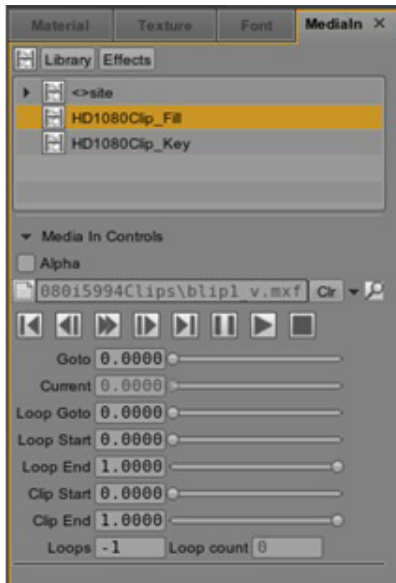 Material Texture Font MediaIn ×
Library Effects
<>site
HD1080Clip_Fill
HD1080Clip_Key
Media In Controls
Alpha
080i5994Clips\blip1_v.mxf Clr
Goto 0.0000
Current 0.0000
Loop Goto 0.0000
Loop Start 0.0000
Loop End 1.0000
Clip Start 0.0000
Clip End 1.0000
Loops -1 Loop count 0